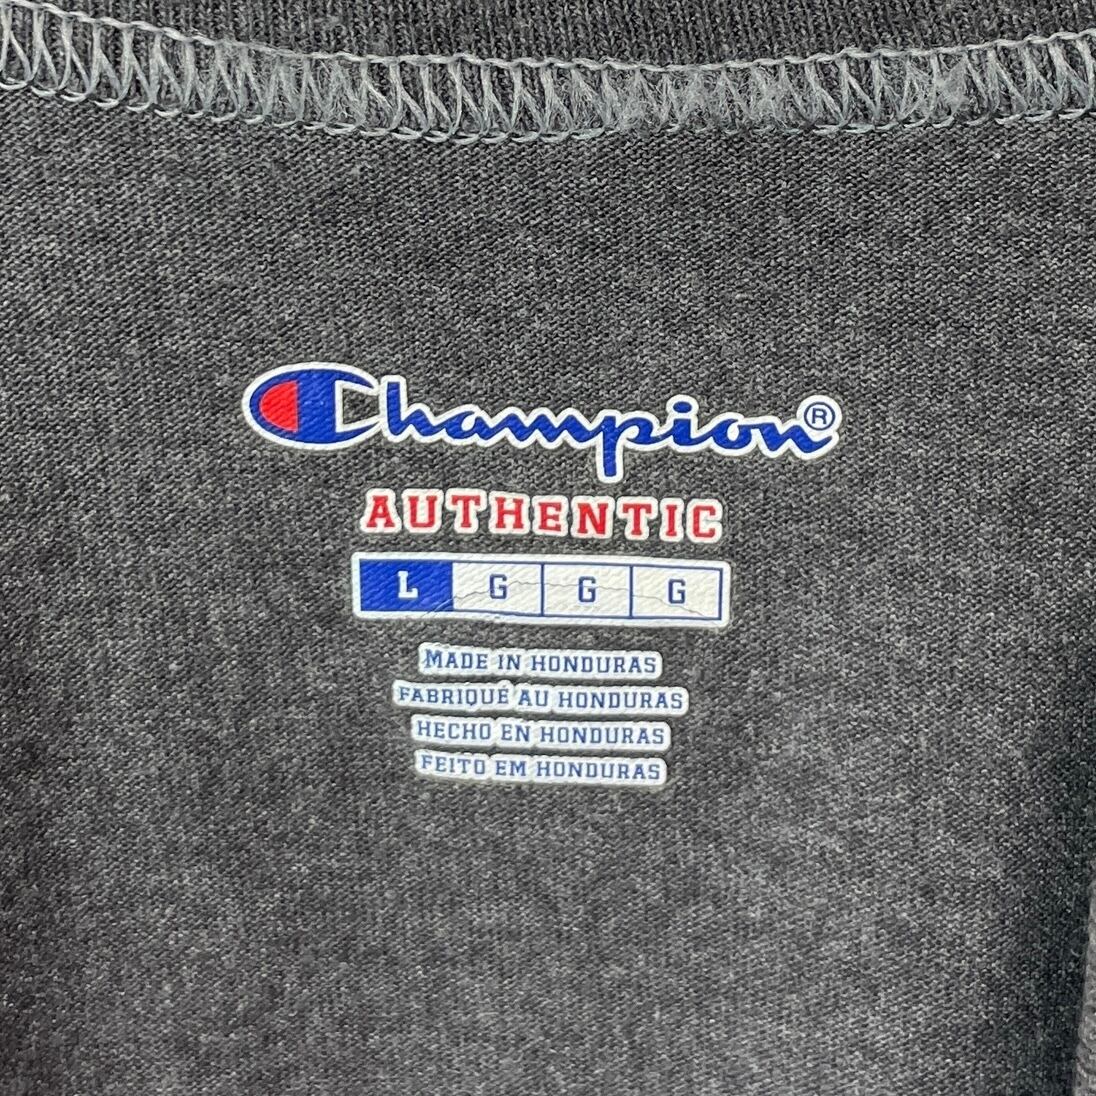 Champion®
AUTHENTIC
L G G G
MADE IN HONDURAS
FABRIQUÉ AU HONDURAS
HECHO EN HONDURAS
FEITO EM HONDURAS